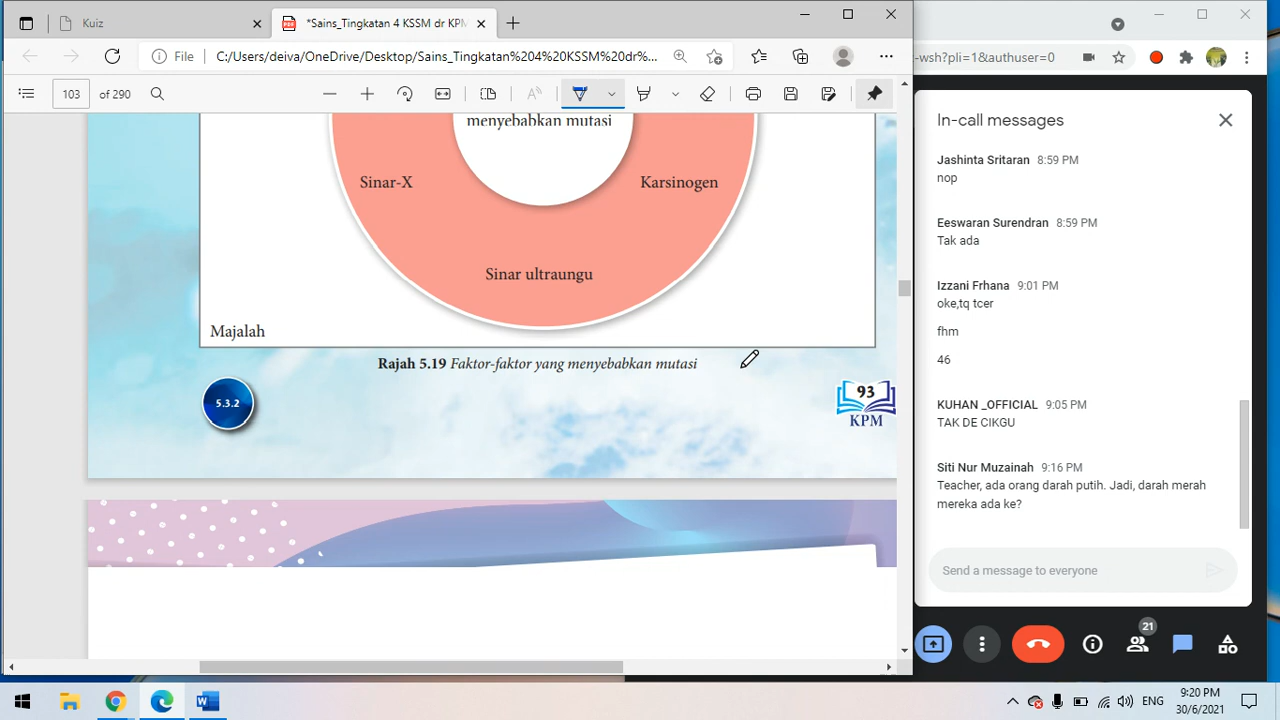 Kuiz
*Sains_Tingkatan 4 KSSM dr KPM
File
C:/Users/deiva/OneDrive/Desktop/Sains_Tingkatan%204%20KSSM%20dr%...
-wsh?pli=1&authuser=0
103 of 290
menyebabkan mutasi
Sinar-X
Karsinogen
Sinar ultraungu
Majalah
Rajah 5.19 Faktor-faktor yang menyebabkan mutasi
5.3.2
93
KPM
In-call messages
Jashinta Sritaran 8:59 PM
nop
Eeswaran Surendran 8:59 PM
Tak ada
Izzani Frhana 9:01 PM
oke,tq tcer
fhm
46
KUHAN _OFFICIAL 9:05 PM
TAK DE CIKGU
Siti Nur Muzainah 9:16 PM
Teacher, ada orang darah putih. Jadi, darah merah
mereka ada ke?
Send a message to everyone
21
ENG
9:20 PM
30/6/2021